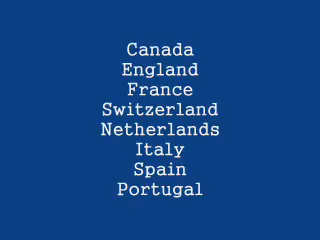 Canada
England
France
Switzerland
Netherlands
Italy
Spain
Portugal